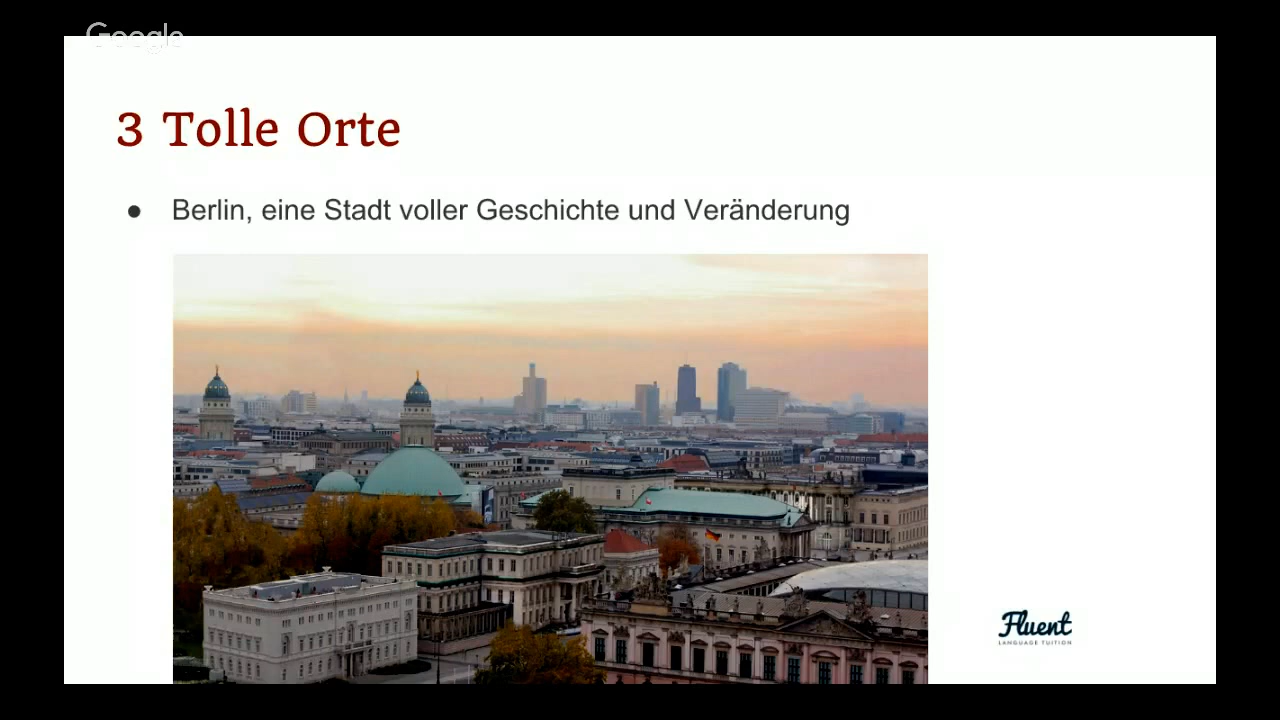 Google
3 Tolle Orte
● Berlin, eine Stadt voller Geschichte und Veränderung
Fluent
LANGUAGE TUITION